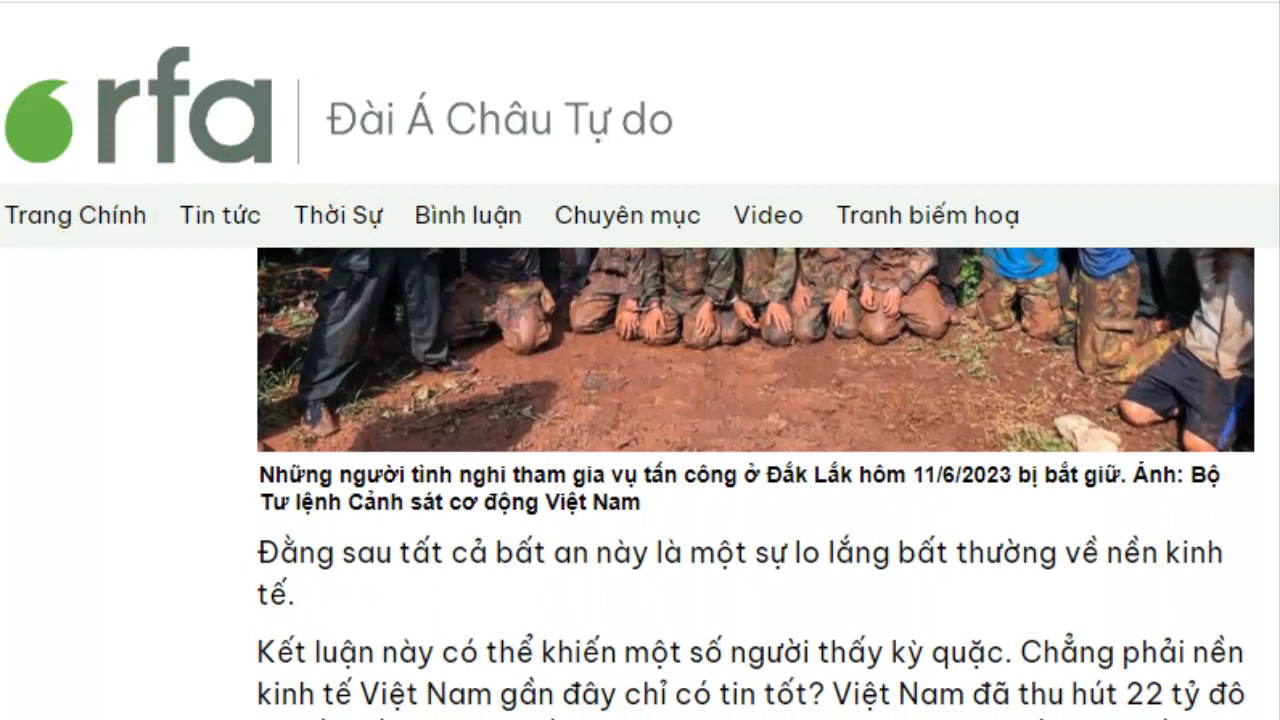 rfa
Đài Á Châu Tự do
Trang Chính Tin tức Thời Sự Bình luận Chuyên mục Video Tranh biếm hoạ
Những người tình nghi tham gia vụ tấn công ở Đắk Lắk hôm 11/6/2023 bị bắt giữ. Ảnh: Bộ
Tư lệnh Cảnh sát cơ động Việt Nam
Đằng sau tất cả bất an này là một sự lo lắng bất thường về nền kinh
tế.
Kết luận này có thể khiến một số người thấy kỳ quặc. Chẳng phải nền
kinh tế Việt Nam gần đây chỉ có tin tốt? Việt Nam đã thu hút 22 tỷ đô